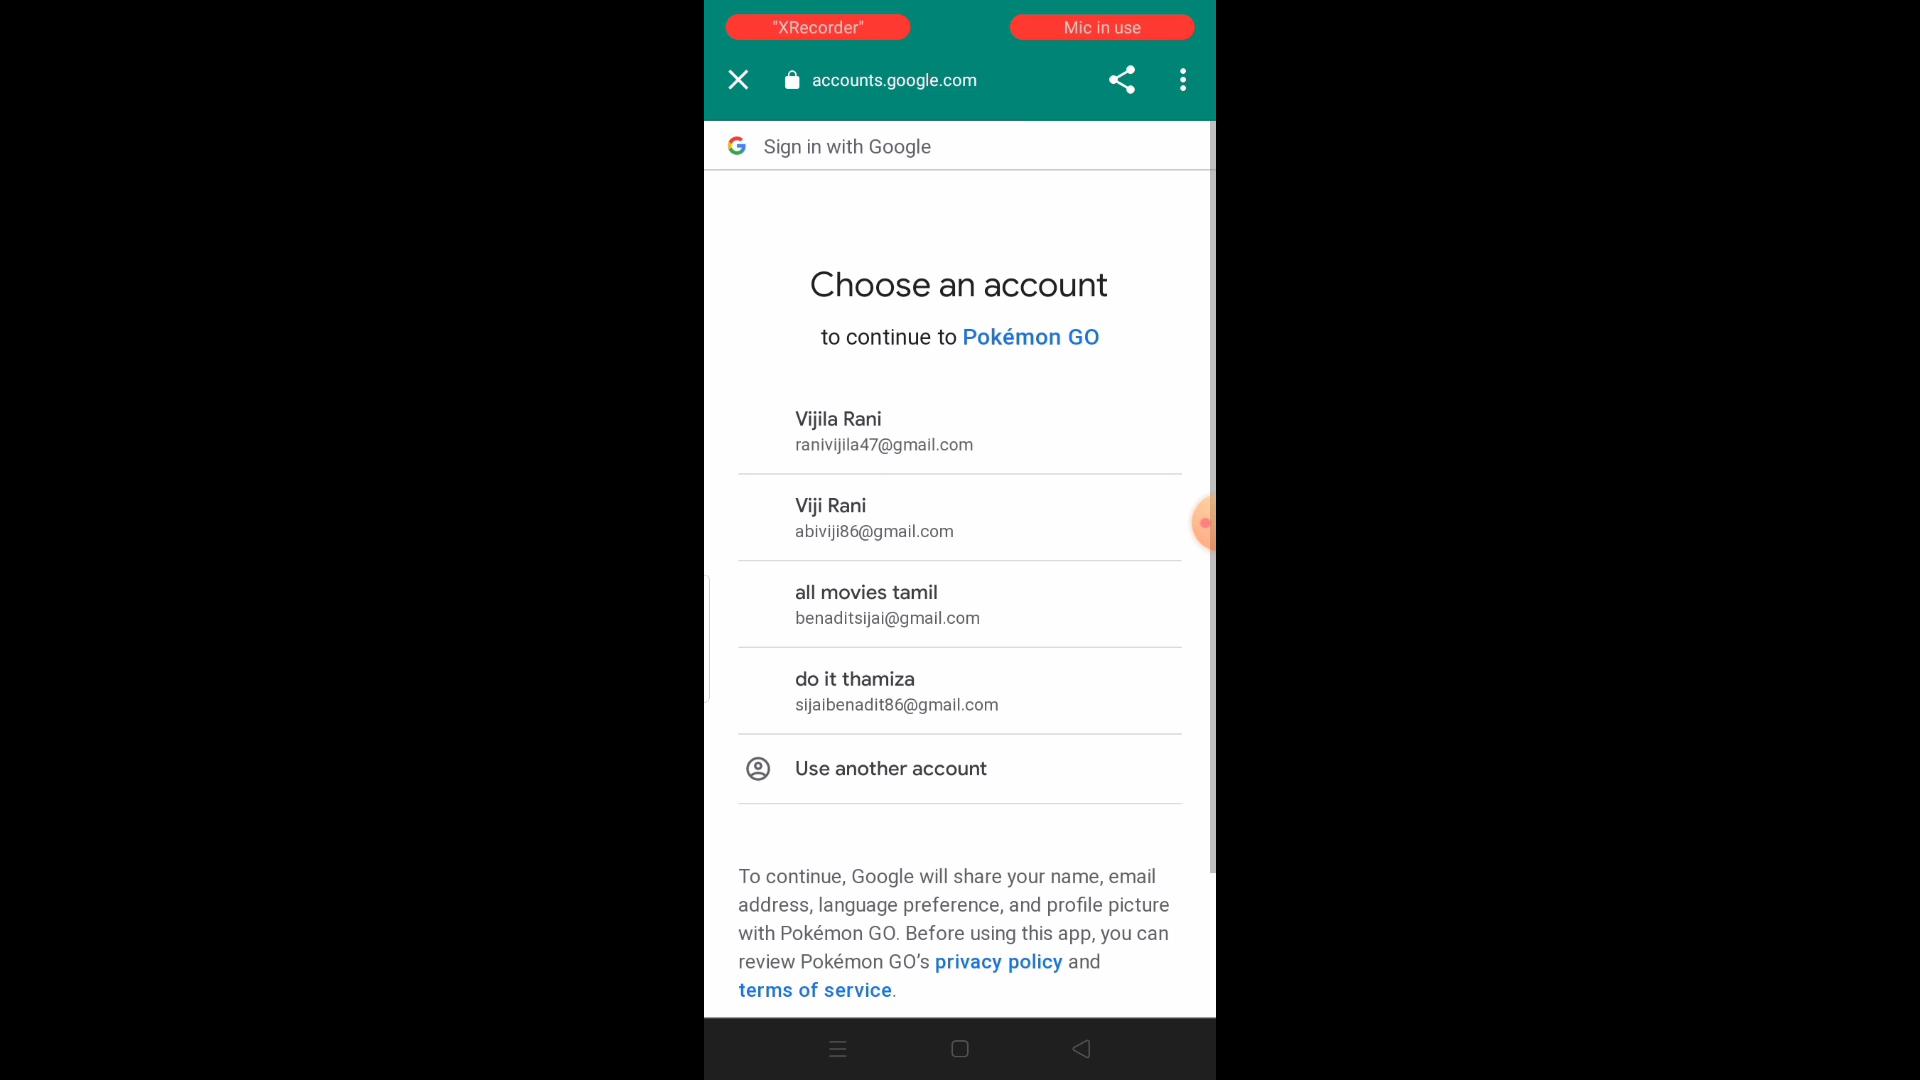 "XRecorder" Mic in use
accounts.google.com
Sign in with Google
Choose an account
to continue to Pokémon GO
Vijila Rani
ranivijila47@gmail.com
Viji Rani
abiviji86@gmail.com
all movies tamil
benaditsijai@gmail.com
do it thamiza
sijaibenadit86@gmail.com
Use another account
To continue, Google will share your name, email
address, language preference, and profile picture
with Pokémon GO. Before using this app, you can
review Pokémon GO’s privacy policy and
terms of service.